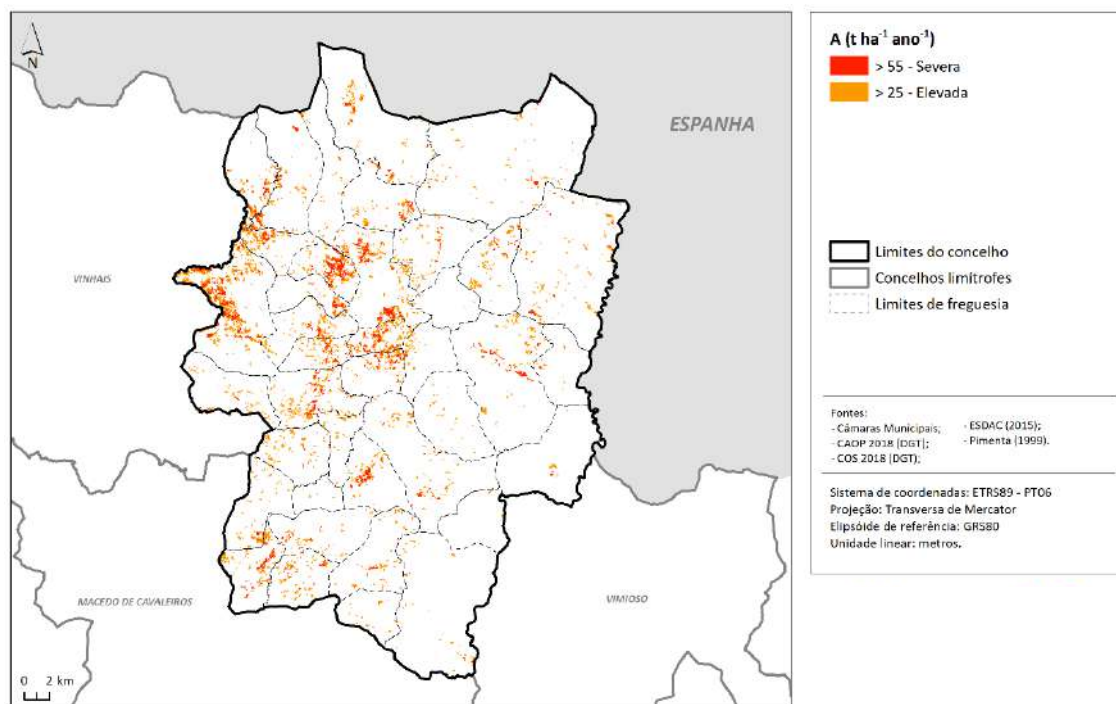 N
ESPANHA
VINHAIS
MACEDO DE CAVALEIROS
VIMIOSO
0 2 km
A (t ha⁻¹ ano⁻¹)
> 55 - Severa
> 25 - Elevada
Limites do concelho
Concelhos limítrofes
Limites de freguesia
Fontes:
- Câmaras Municipais;
- CAOP 2018 (DGT);
- COS 2018 (DGT);
- ESDAC (2015);
- Pimenta (1999).
Sistema de coordenadas: ETRS89 - PT06
Projeção: Transversa de Mercator
Elipsóide de referência: GRS80
Unidade linear: metros.